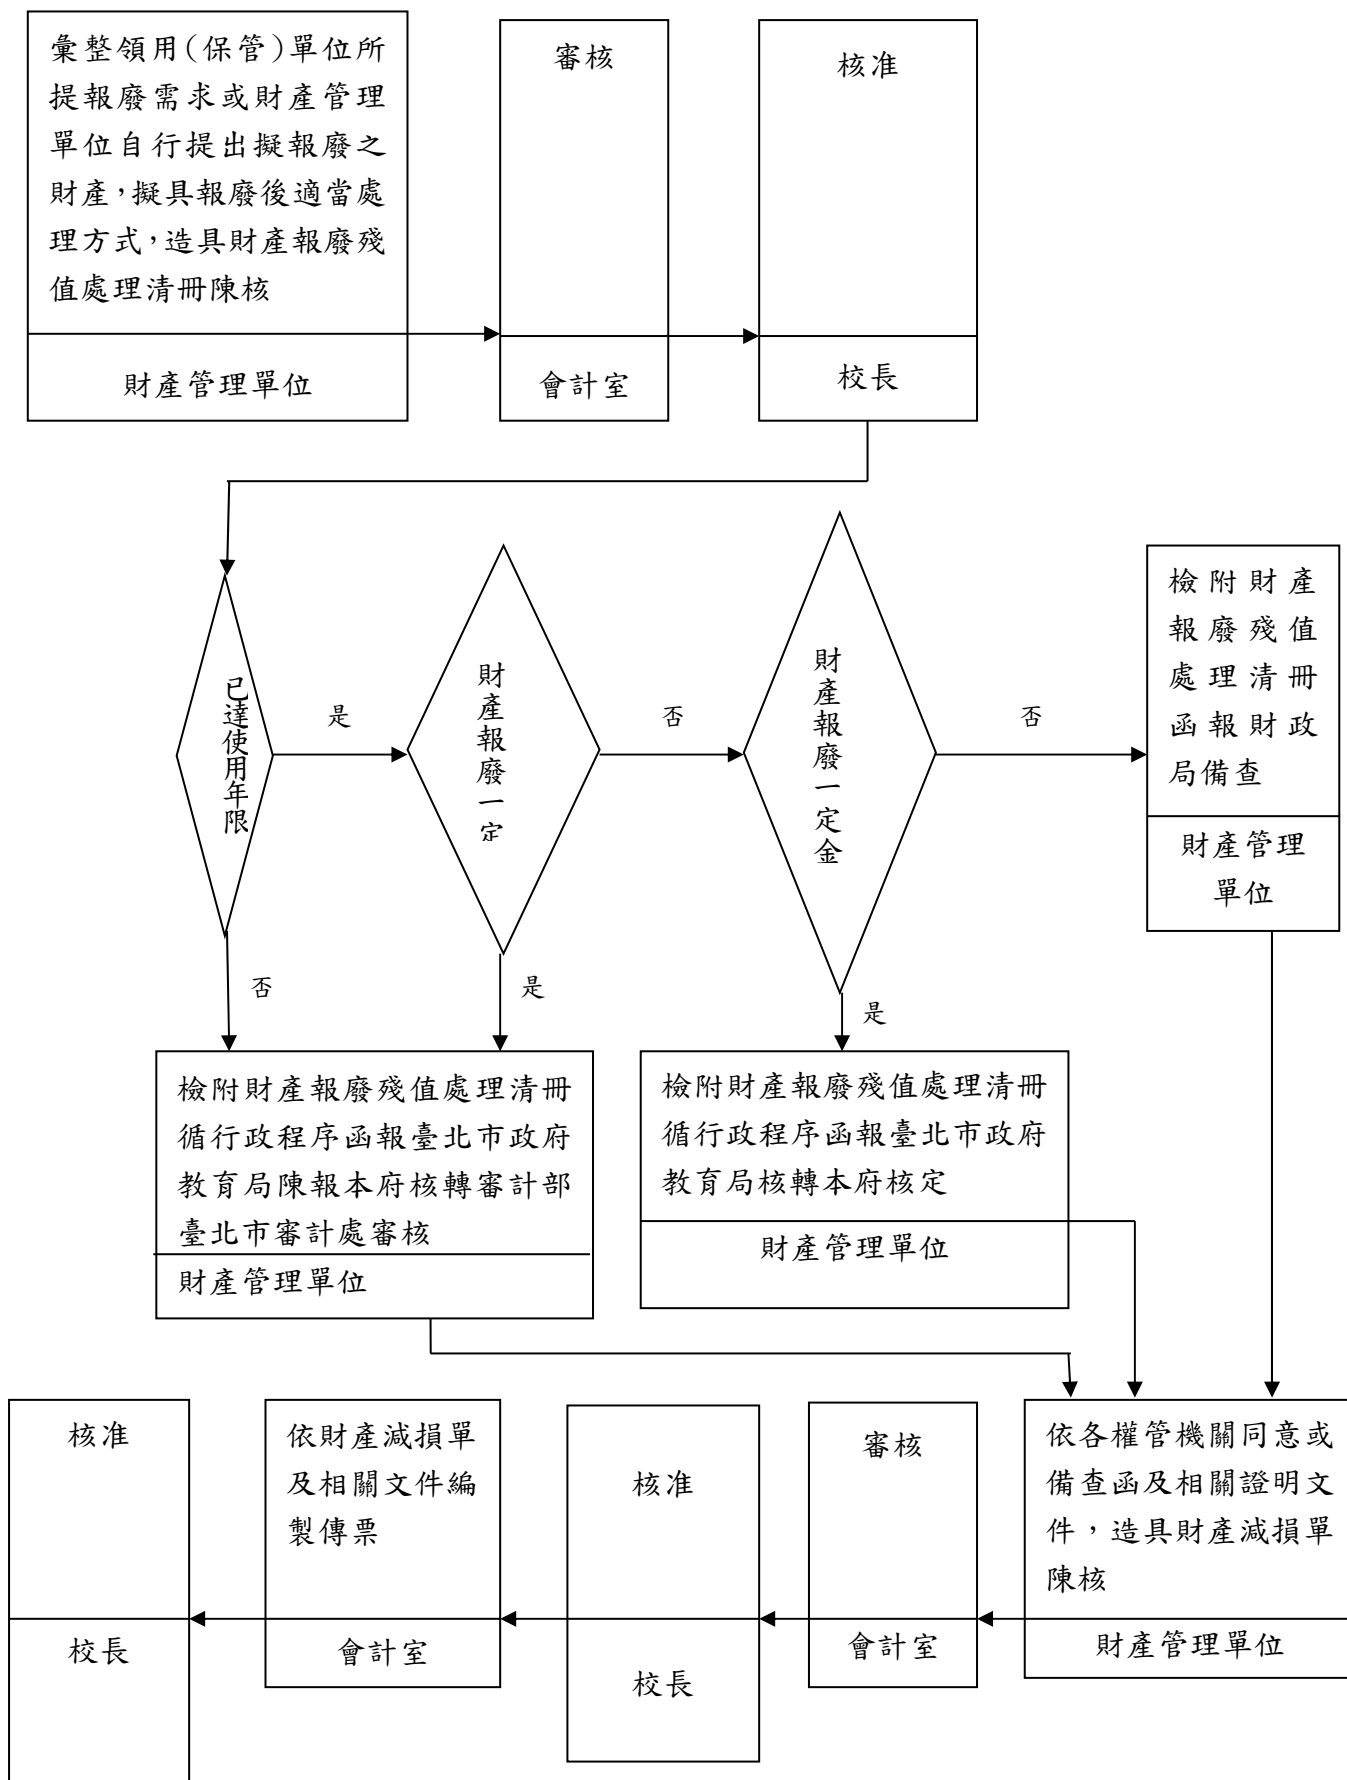 彙整領用(保管)單位所
提報廢需求或財產管理
單位自行提出擬報廢之
財產，擬具報廢後適當處
理方式，造具財產報廢殘
值處理清冊陳核
財產管理單位
審核
會計室
核准
校長
已達使用年限
是
財產報廢一定
否
財產報廢一定金
否
檢附財產
報廢殘值
處理清冊
函報財政
局備查
財產管理
單位
否
是
是
檢附財產報廢殘值處理清冊
循行政程序函報臺北市政府
教育局陳報本府核轉審計部
臺北市審計處審核
財產管理單位
檢附財產報廢殘值處理清冊
循行政程序函報臺北市政府
教育局核轉本府核定
財產管理單位
依各權管機關同意或
備查函及相關證明文
件，造具財產減損單
陳核
財產管理單位
審核
會計室
核准
校長
依財產減損單
及相關文件編
製傳票
會計室
核准
校長